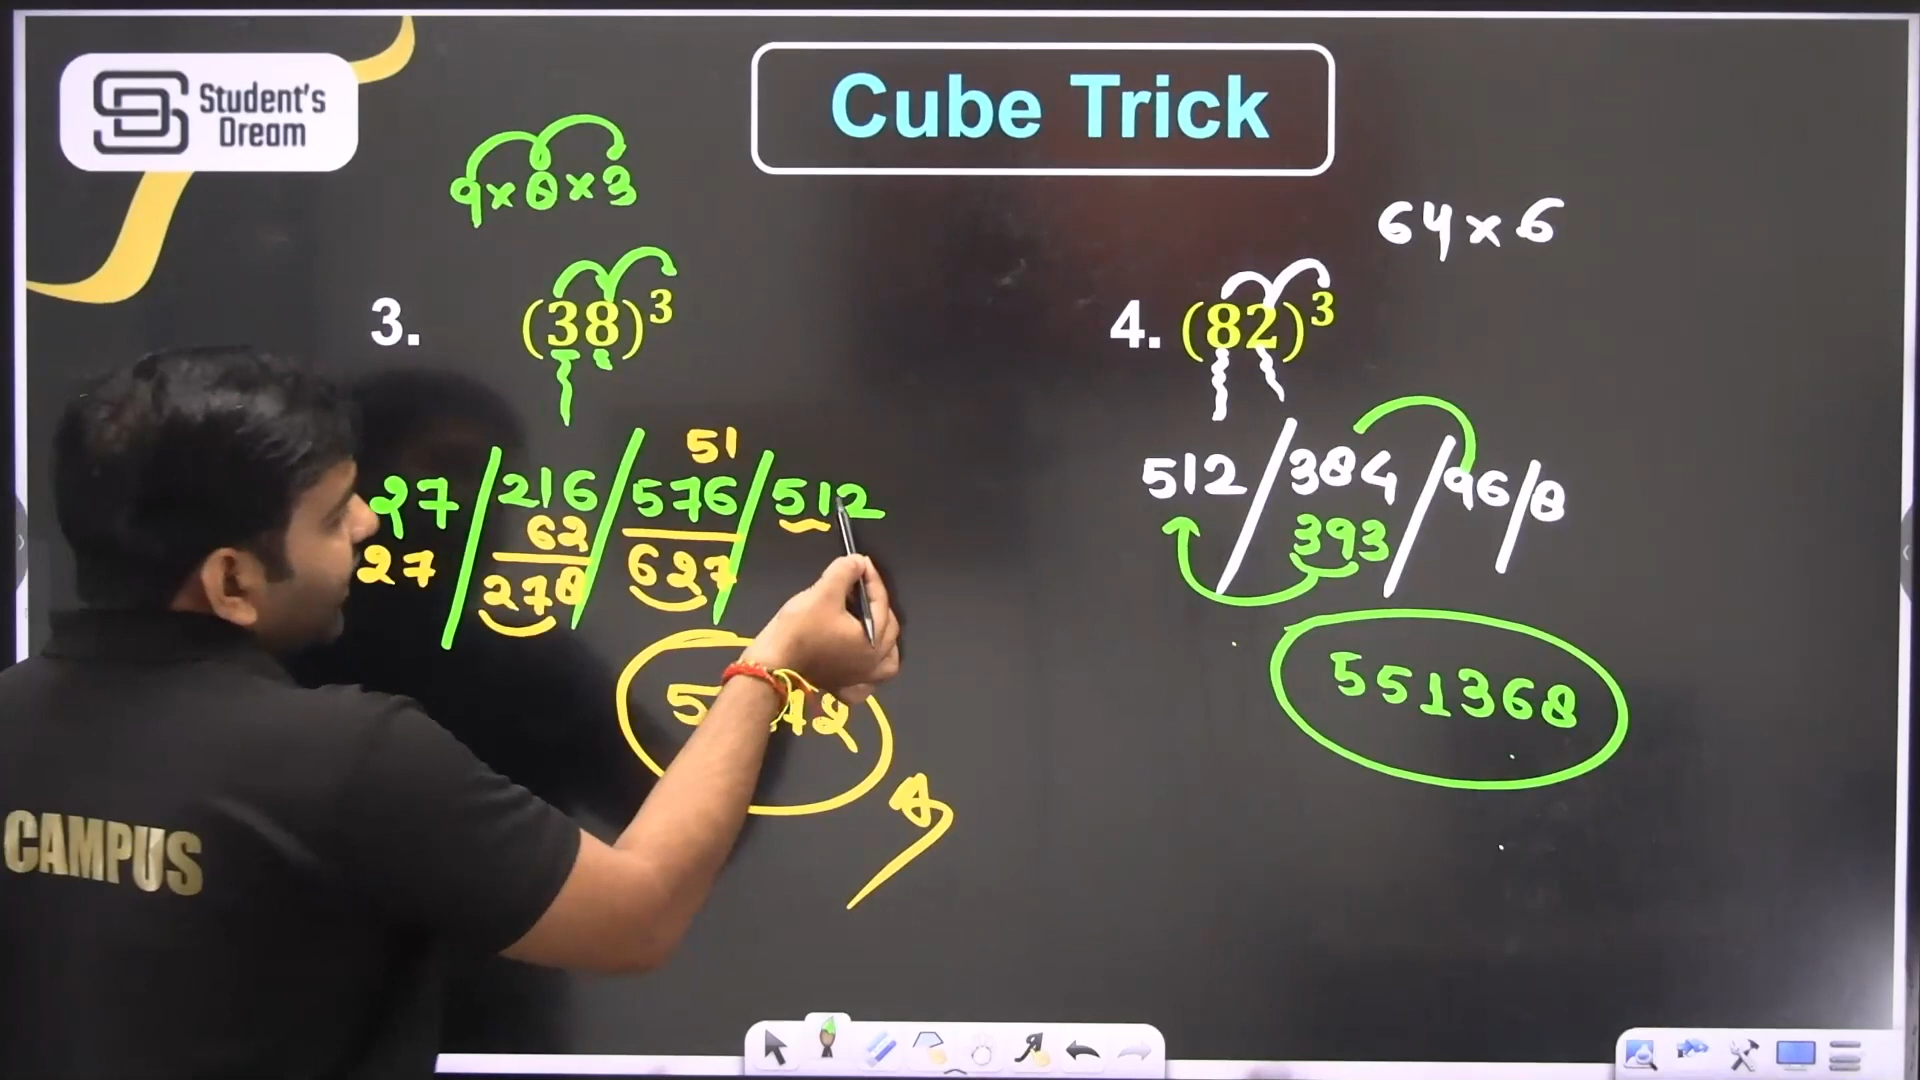 Student's
Dream
Cube Trick
9×8×3
64×6
3. (38)³
4. (82)³
51
27/216/576/512
27 62
278 627
512/384/96/8
393
551368
CAMPUS